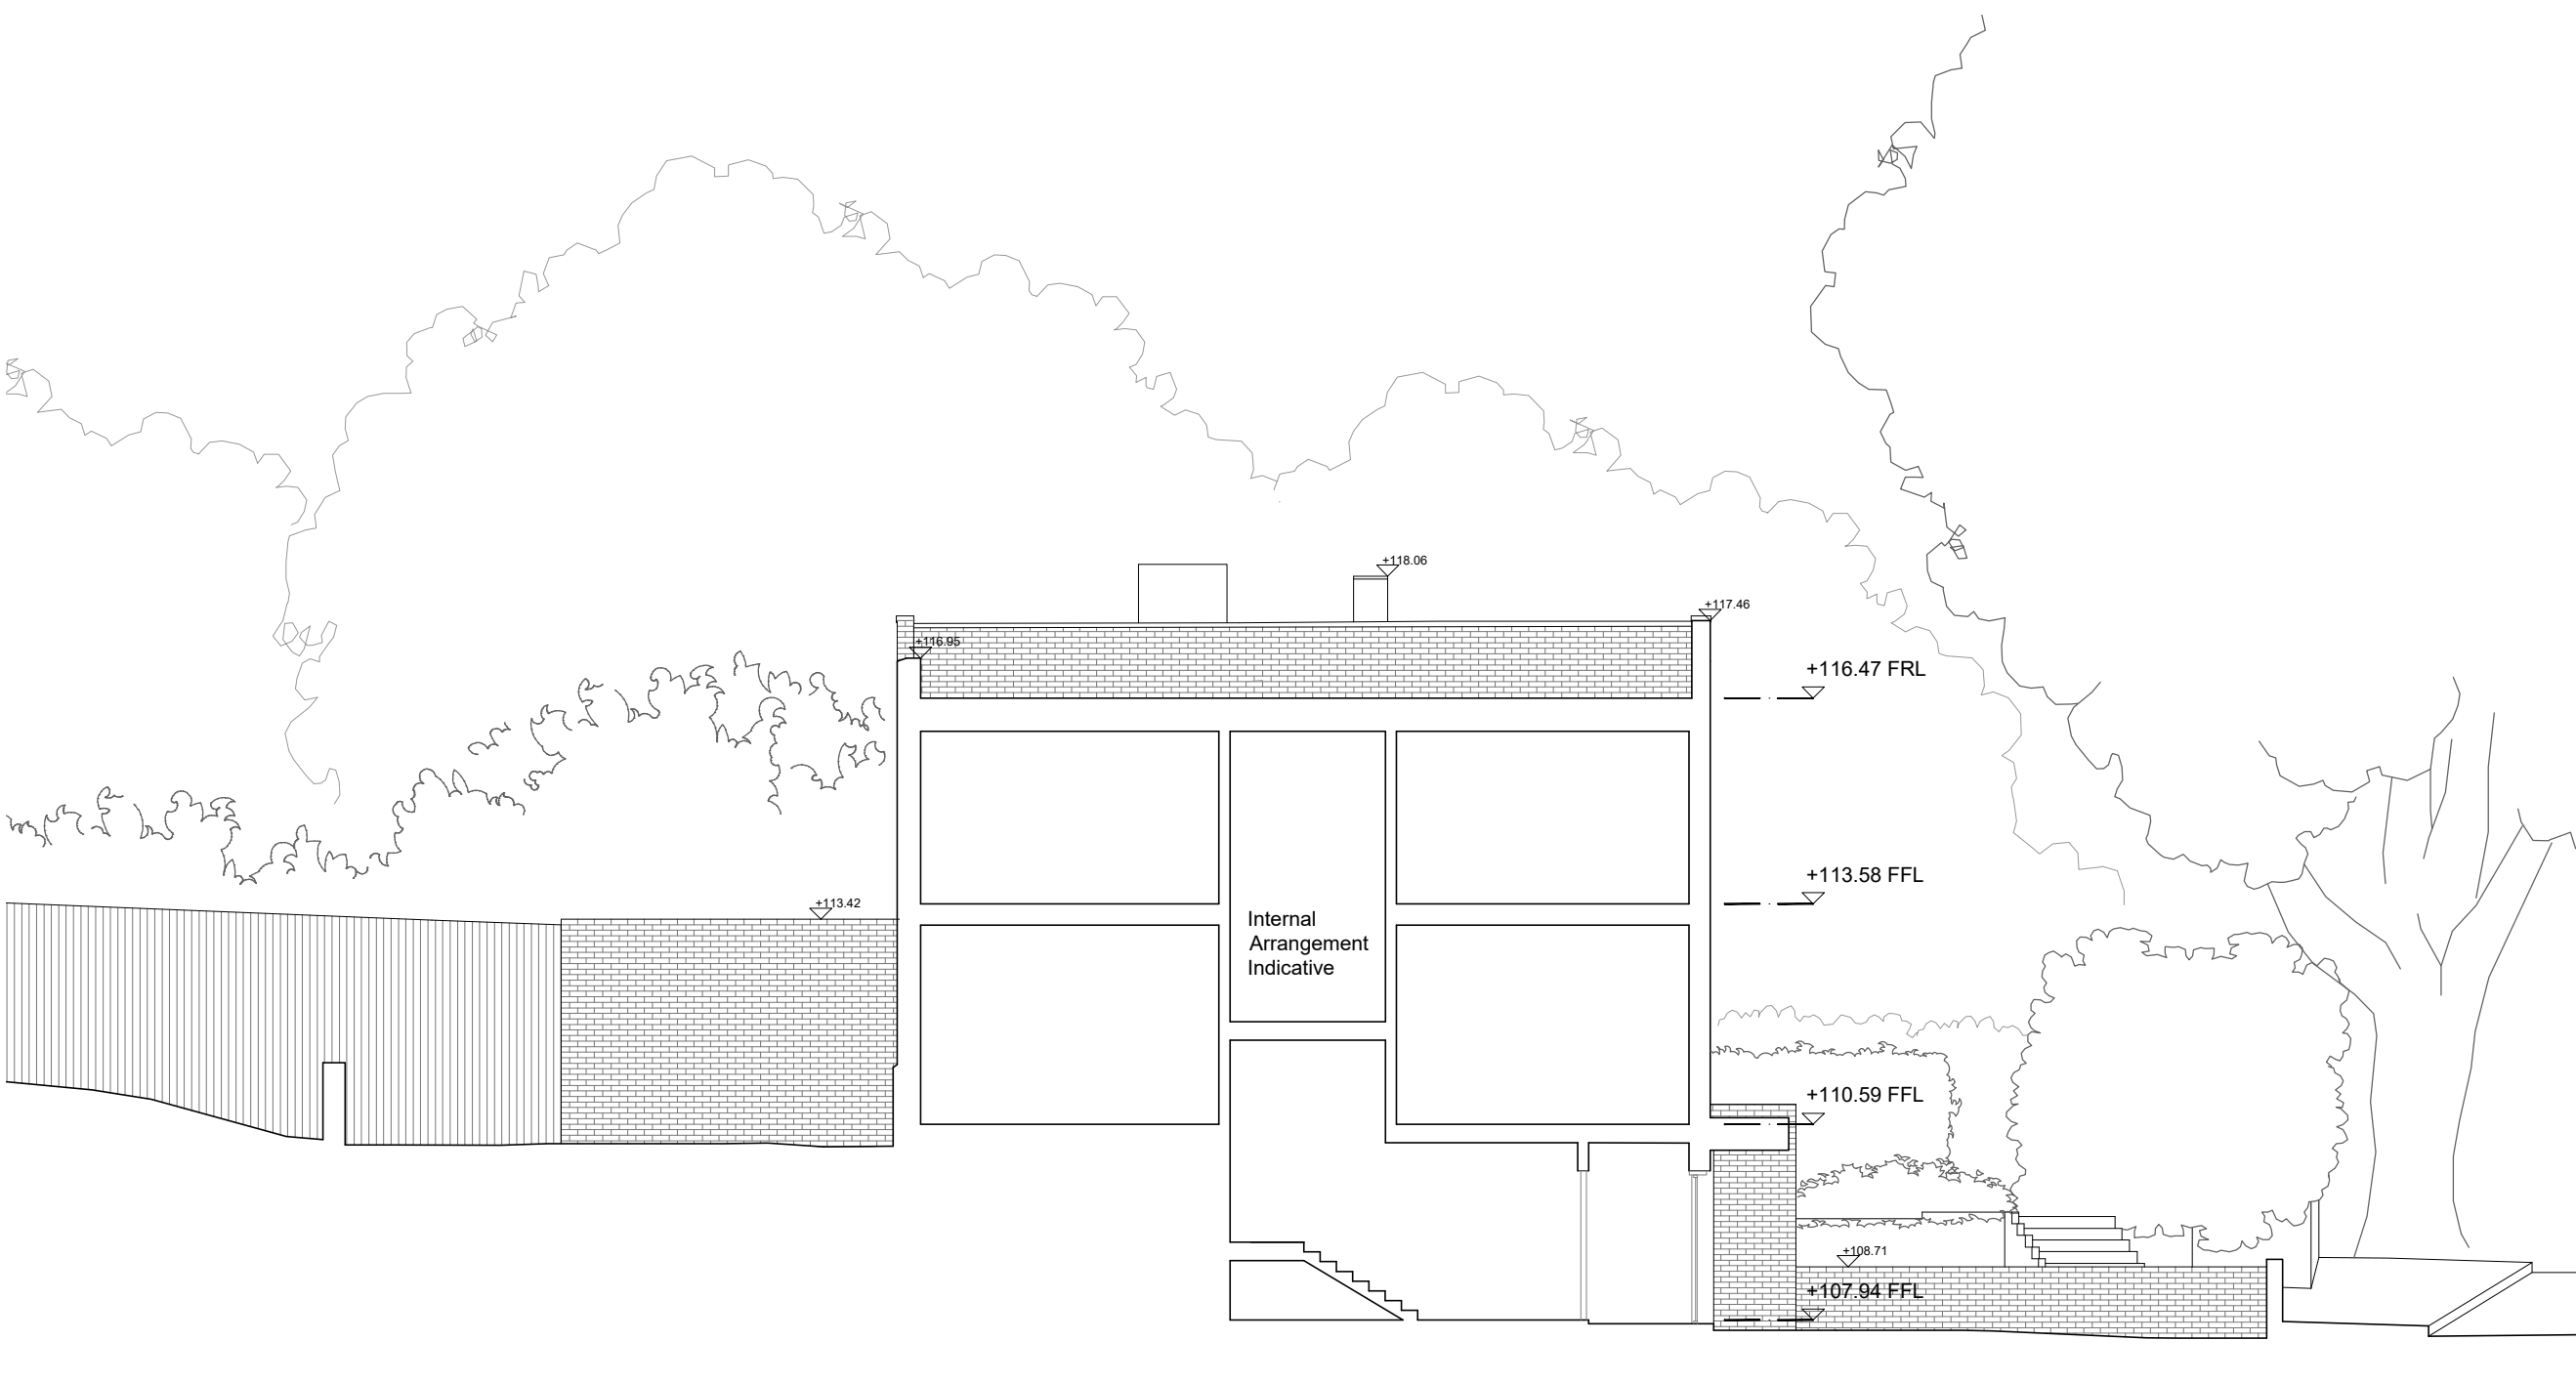 +118.06
+117.46
+116.95
+116.47 FRL
+113.58 FFL
+113.42
Internal
Arrangement
Indicative
+110.59 FFL
+108.71
+107.94 FFL